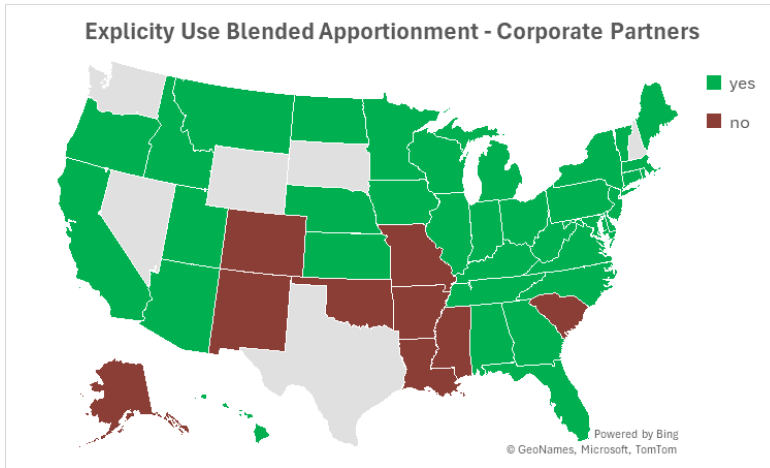 Explicity Use Blended Apportionment - Corporate Partners
yes
no
Powered by Bing
© GeoNames, Microsoft, TomTom